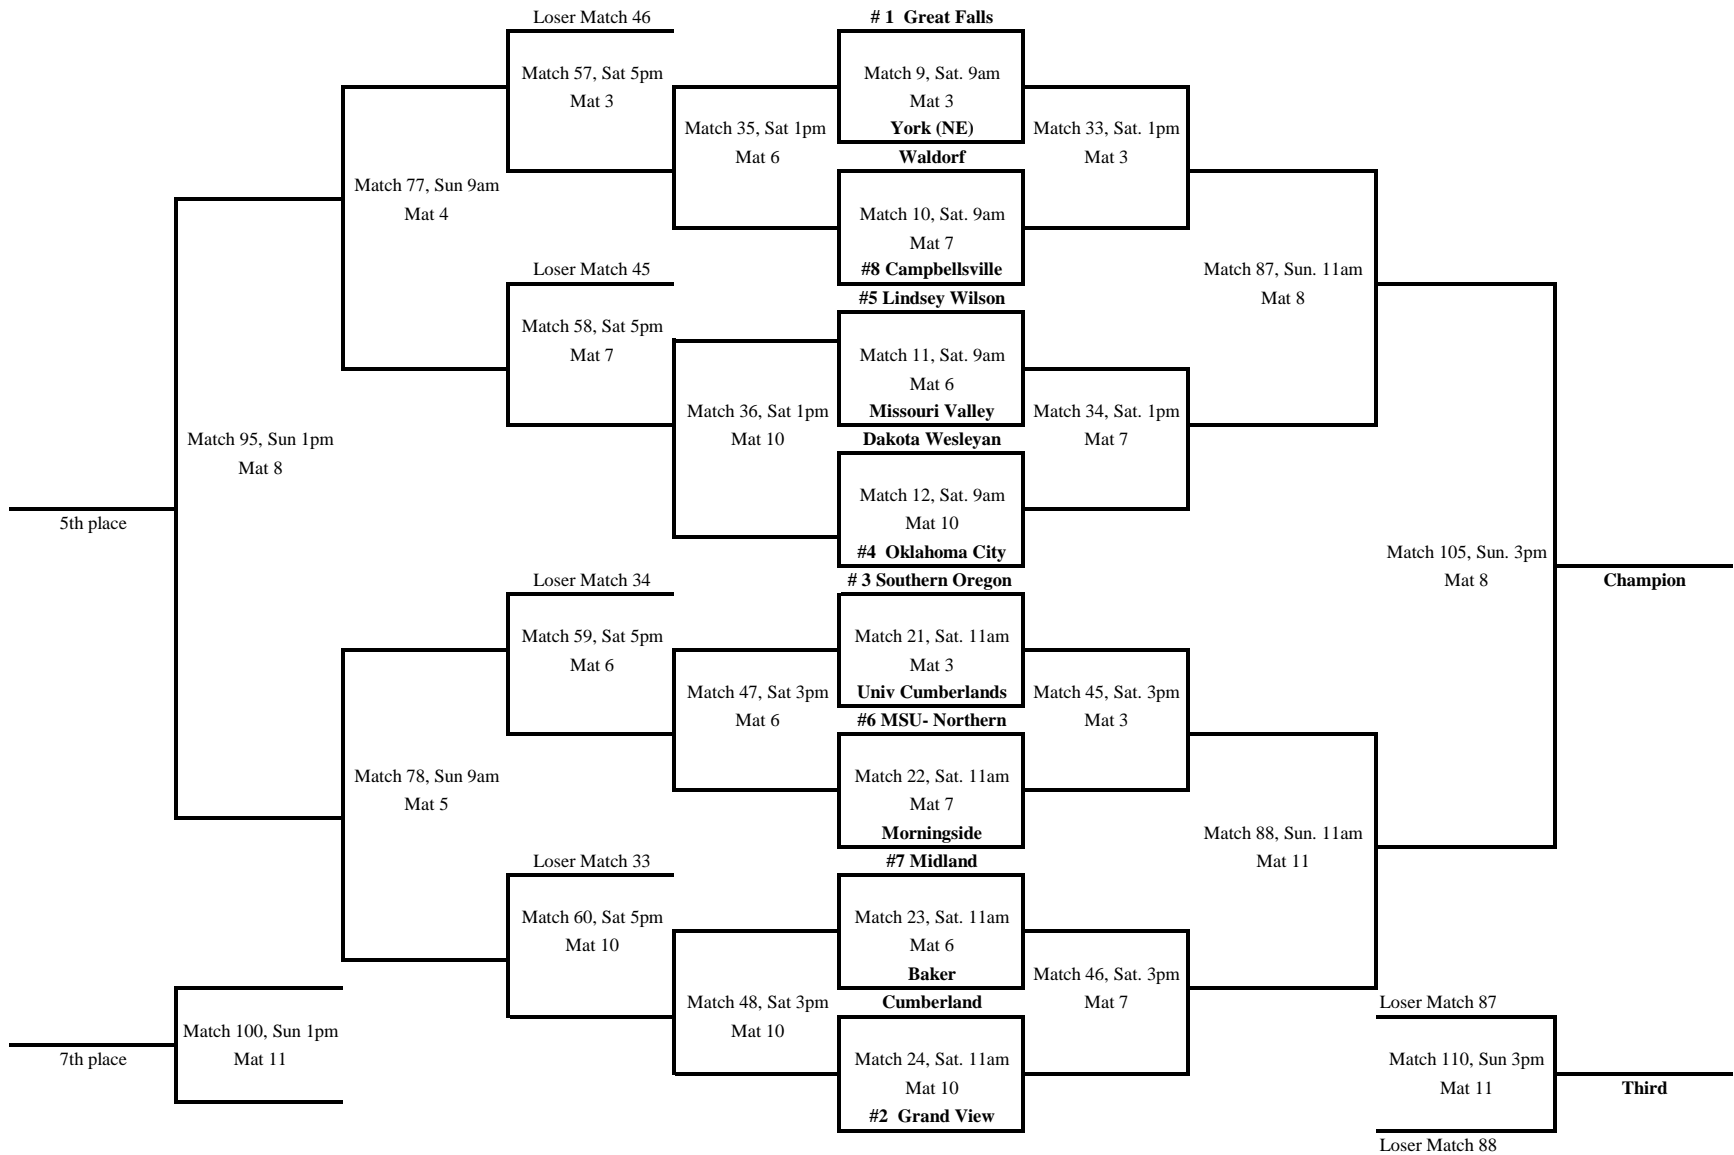 Loser Match 46
# 1  Great Falls
Match 57, Sat 5pm
Mat 3
Match 9, Sat. 9am
Mat 3
Match 35, Sat 1pm
Mat 6
York (NE)
Waldorf
Match 33, Sat. 1pm
Mat 3
Match 77, Sun 9am
Mat 4
Match 10, Sat. 9am
Mat 7
Loser Match 45
#8 Campbellsville
Match 87, Sun. 11am
Mat 8
#5 Lindsey Wilson
Match 58, Sat 5pm
Mat 7
Match 11, Sat. 9am
Mat 6
Match 36, Sat 1pm
Mat 10
Missouri Valley
Dakota Wesleyan
Match 34, Sat. 1pm
Mat 7
Match 95, Sun 1pm
Mat 8
Match 12, Sat. 9am
Mat 10
5th place
#4  Oklahoma City
Match 105, Sun. 3pm
Mat 8
Champion
Loser Match 34
# 3 Southern Oregon
Match 59, Sat 5pm
Mat 6
Match 21, Sat. 11am
Mat 3
Match 47, Sat 3pm
Mat 6
Univ Cumberlands
#6 MSU- Northern
Match 45, Sat. 3pm
Mat 3
Match 78, Sun 9am
Mat 5
Match 22, Sat. 11am
Mat 7
Morningside
Match 88, Sun. 11am
Mat 11
Loser Match 33
#7 Midland
Match 60, Sat 5pm
Mat 10
Match 23, Sat. 11am
Mat 6
Baker
Match 46, Sat. 3pm
Mat 7
Match 48, Sat 3pm
Mat 10
Cumberland
Loser Match 87
Match 100, Sun 1pm
Mat 11
7th place
Match 24, Sat. 11am
Mat 10
Match 110, Sun 3pm
Mat 11
Third
#2  Grand View
Loser Match 88